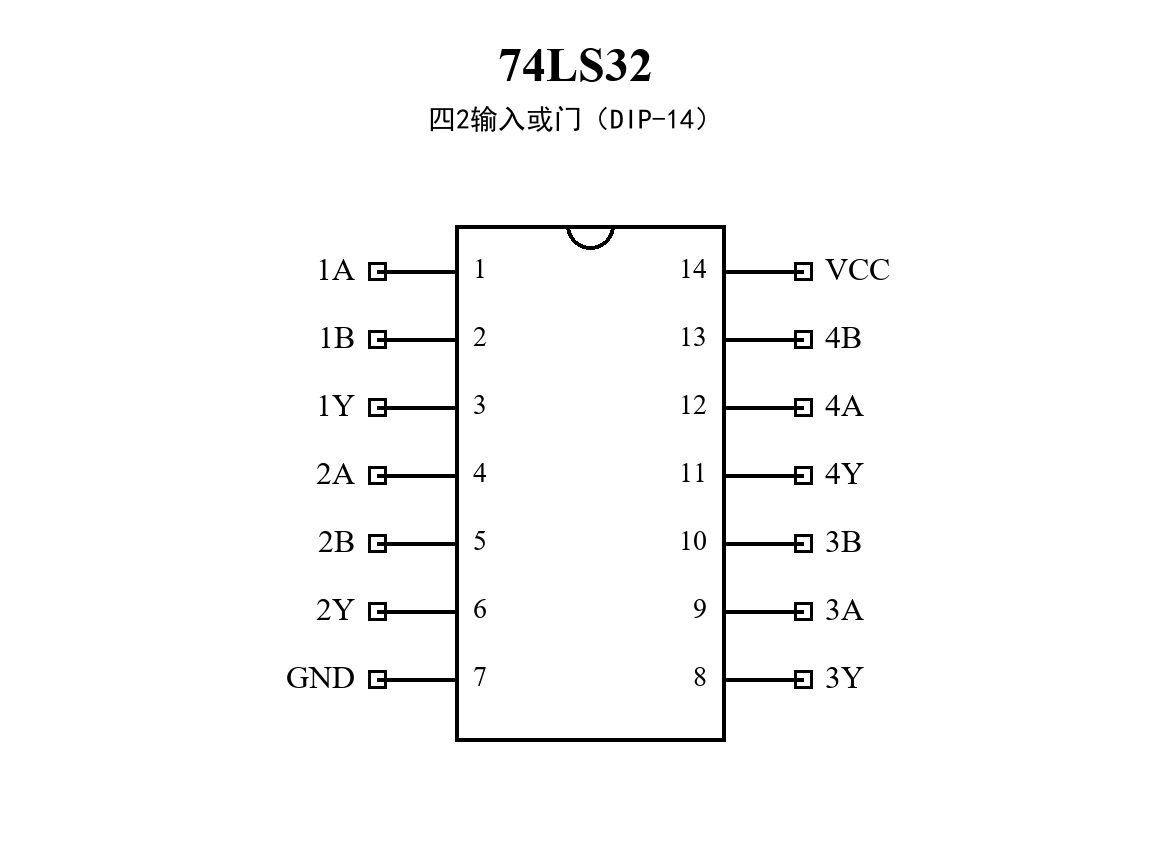 74LS32
四2输入或门（DIP-14）
1A 1 14 VCC
1B 2 13 4B
1Y 3 12 4A
2A 4 11 4Y
2B 5 10 3B
2Y 6 9 3A
GND 7 8 3Y